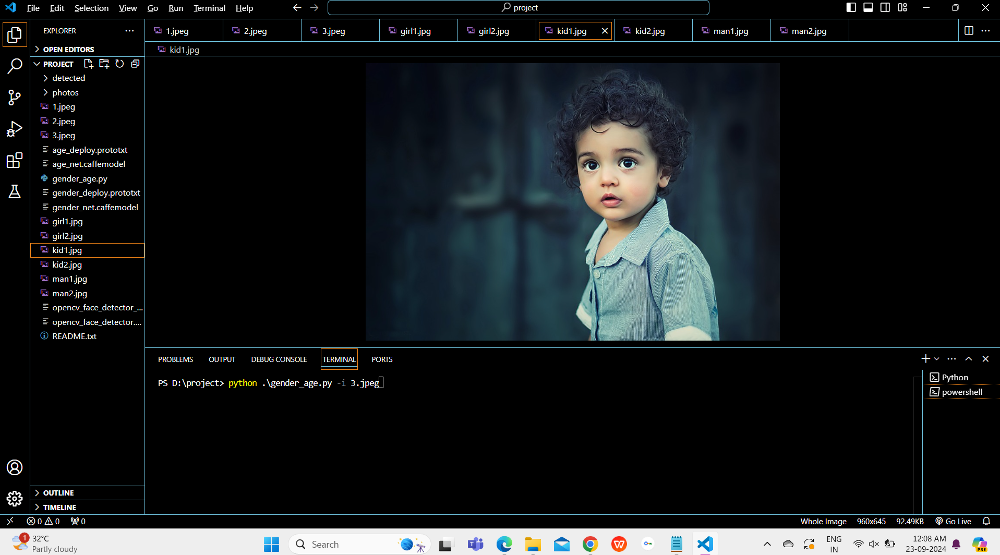 File Edit Selection View Go Run Terminal Help
project
EXPLORER
1.jpeg
2.jpeg
3.jpeg
girl1.jpg
girl2.jpg
kid1.jpg
kid2.jpg
man1.jpg
man2.jpg
OPEN EDITORS
kid1.jpg
PROJECT
detected
photos
1.jpeg
2.jpeg
3.jpeg
age_deploy.prototxt
age_net.caffemodel
gender_age.py
gender_deploy.prototxt
gender_net.caffemodel
girl1.jpg
girl2.jpg
kid1.jpg
kid2.jpg
man1.jpg
man2.jpg
opencv_face_detector_...
opencv_face_detector....
README.txt
PROBLEMS OUTPUT DEBUG CONSOLE TERMINAL PORTS
PS D:\project> python .\gender_age.py -i 3.jpeg
Python
powershell
OUTLINE
TIMELINE
0 0 0
Whole Image 960x645 92.49KB Go Live
1
32°C
Partly cloudy
Search
ENG
IN
12:08 AM
23-09-2024
PRE